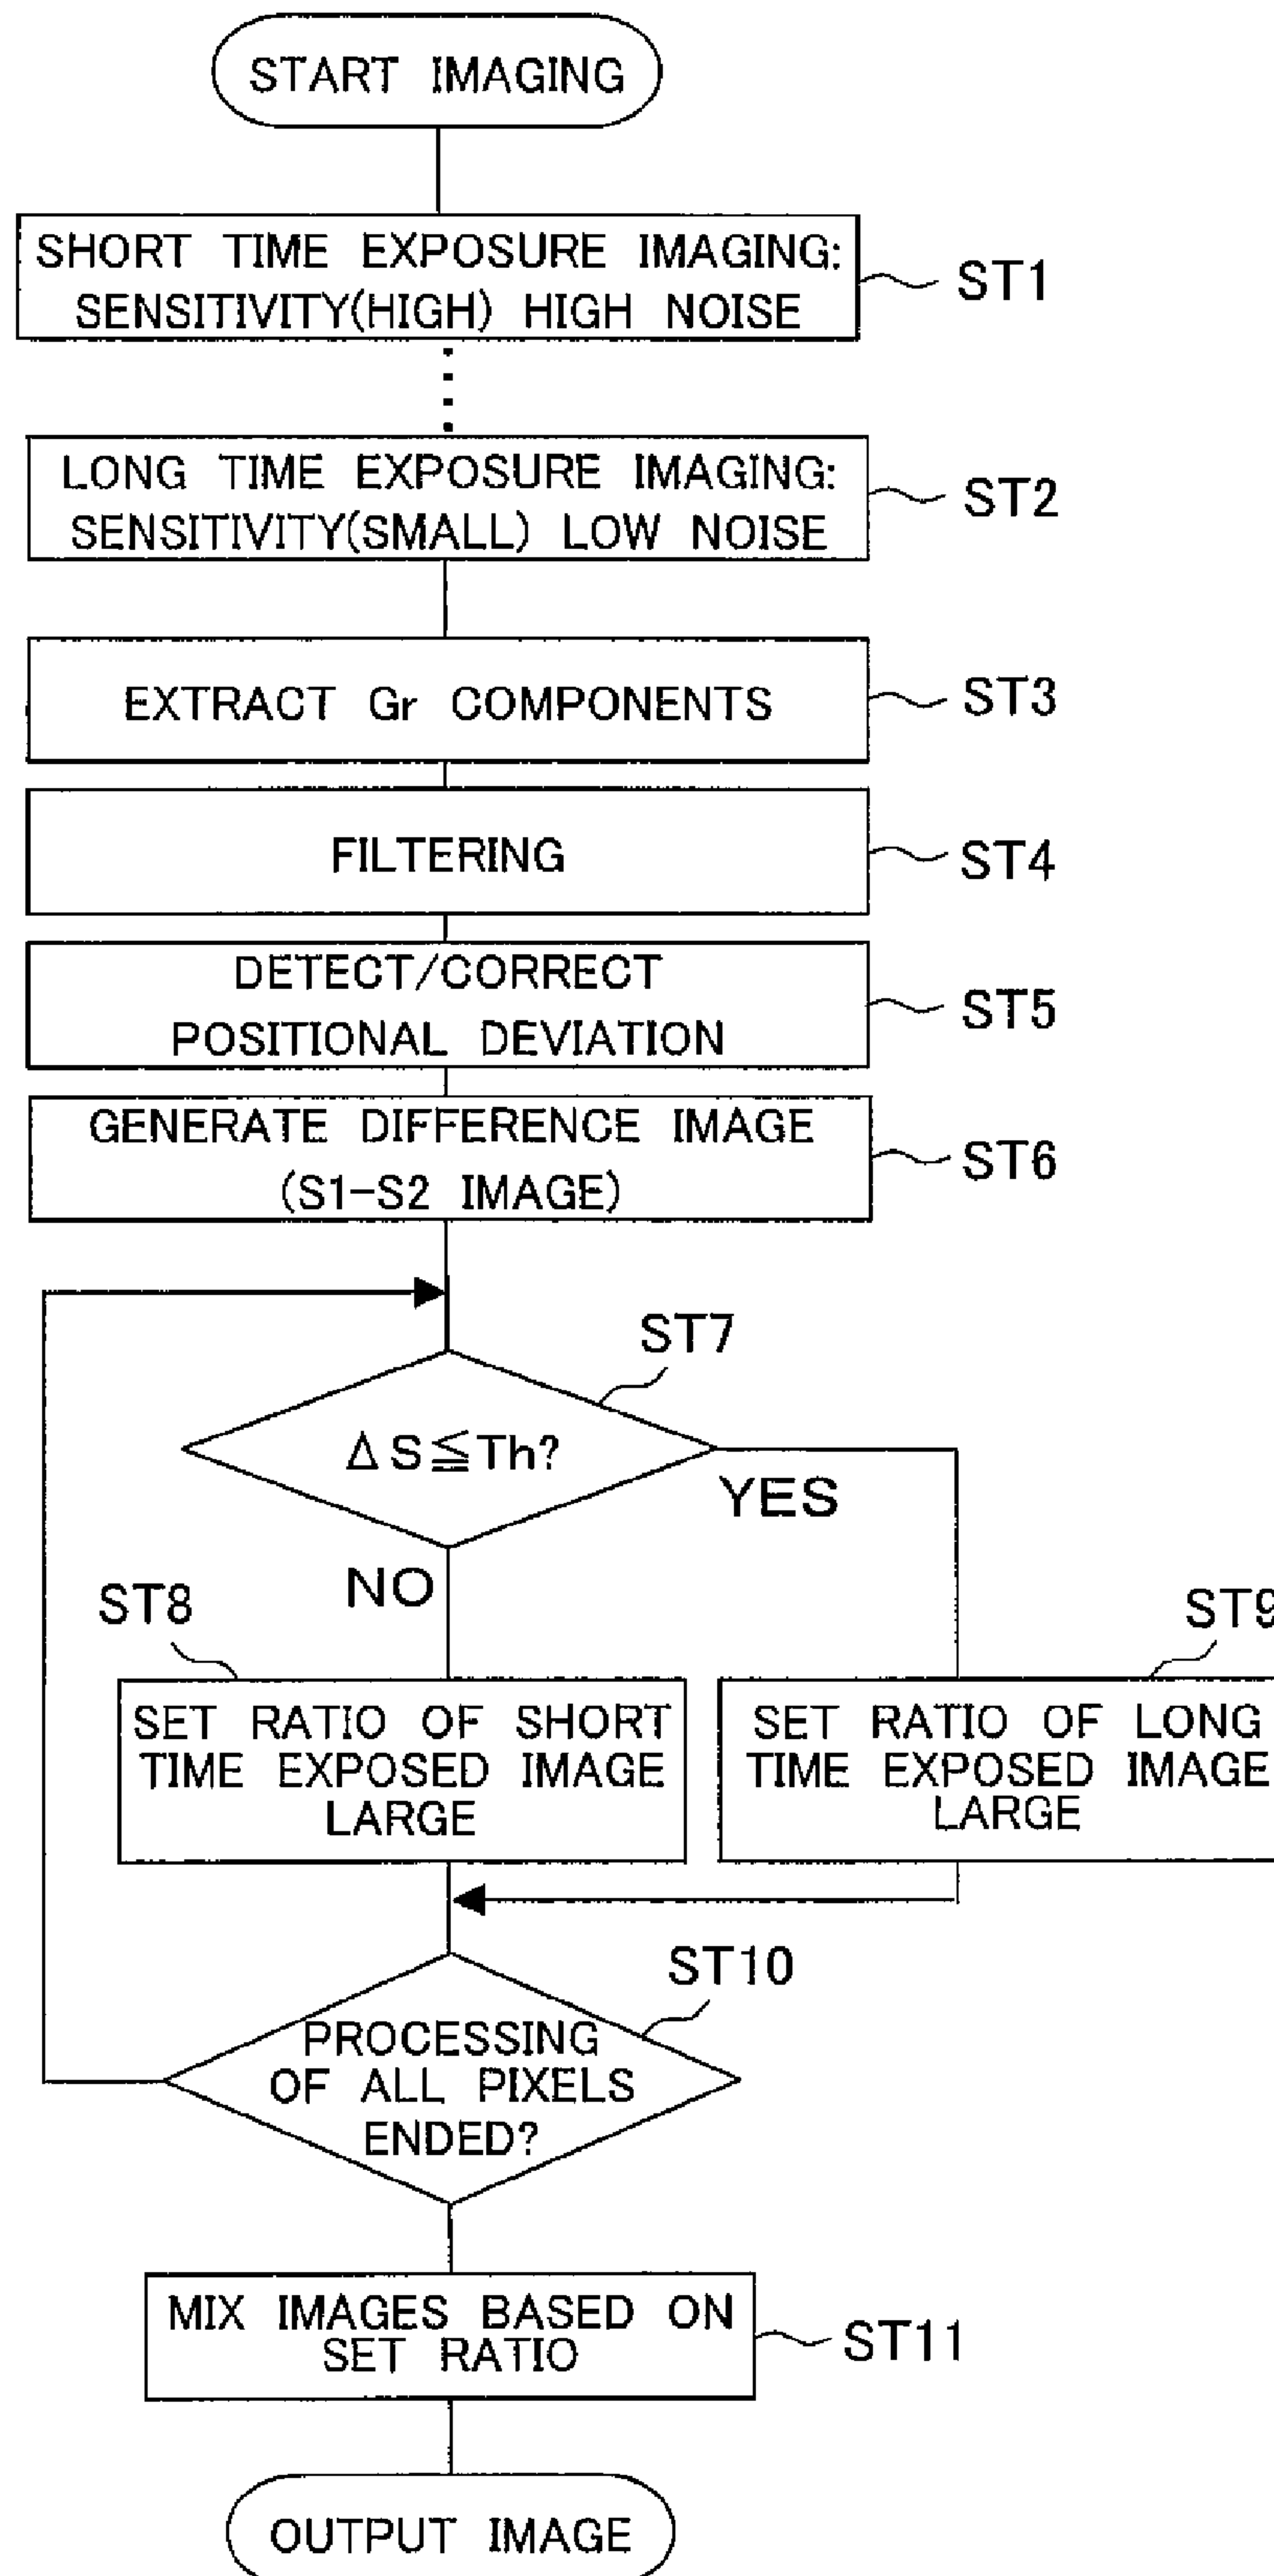 START IMAGING
SHORT TIME EXPOSURE IMAGING:
SENSITIVITY(HIGH) HIGH NOISE
ST1
LONG TIME EXPOSURE IMAGING:
SENSITIVITY(SMALL) LOW NOISE
ST2
EXTRACT Gr COMPONENTS
ST3
FILTERING
ST4
DETECT/CORRECT
POSITIONAL DEVIATION
ST5
GENERATE DIFFERENCE IMAGE
(S1-S2 IMAGE)
ST6
ST7
ΔS≦Th?
YES
NO
ST8
SET RATIO OF SHORT
TIME EXPOSED IMAGE
LARGE
ST9
SET RATIO OF LONG
TIME EXPOSED IMAGE
LARGE
ST10
PROCESSING
OF ALL PIXELS
ENDED?
MIX IMAGES BASED ON
SET RATIO
ST11
OUTPUT IMAGE